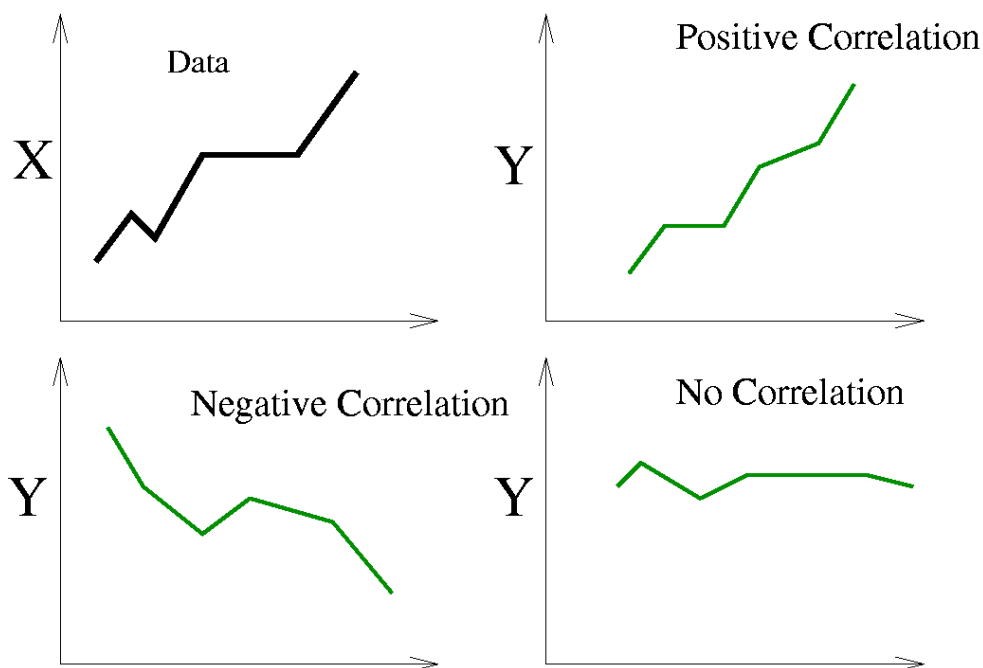 Data
X
Positive Correlation
Y
Negative Correlation
Y
No Correlation
Y